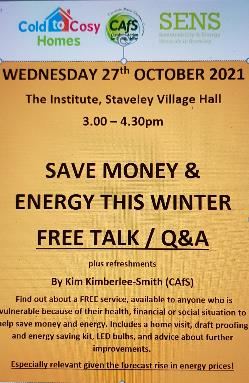 Cold to Cosy
Homes
CAfS
SENS
Sustainability & Energy
WEDNESDAY 27th OCTOBER 2021
The Institute, Staveley Village Hall
3.00 – 4.30pm
SAVE MONEY &
ENERGY THIS WINTER
FREE TALK / Q&A
plus refreshments
By Kim Kimberlee-Smith (CAfS)
Find out about a FREE service, available to anyone who is
vulnerable because of their health, financial or social situation to
help save money and energy. Includes a home visit, draft proofing
and energy saving kit, LED bulbs, and advice about further
improvements.
Especially relevant given the forecast rise in energy prices!